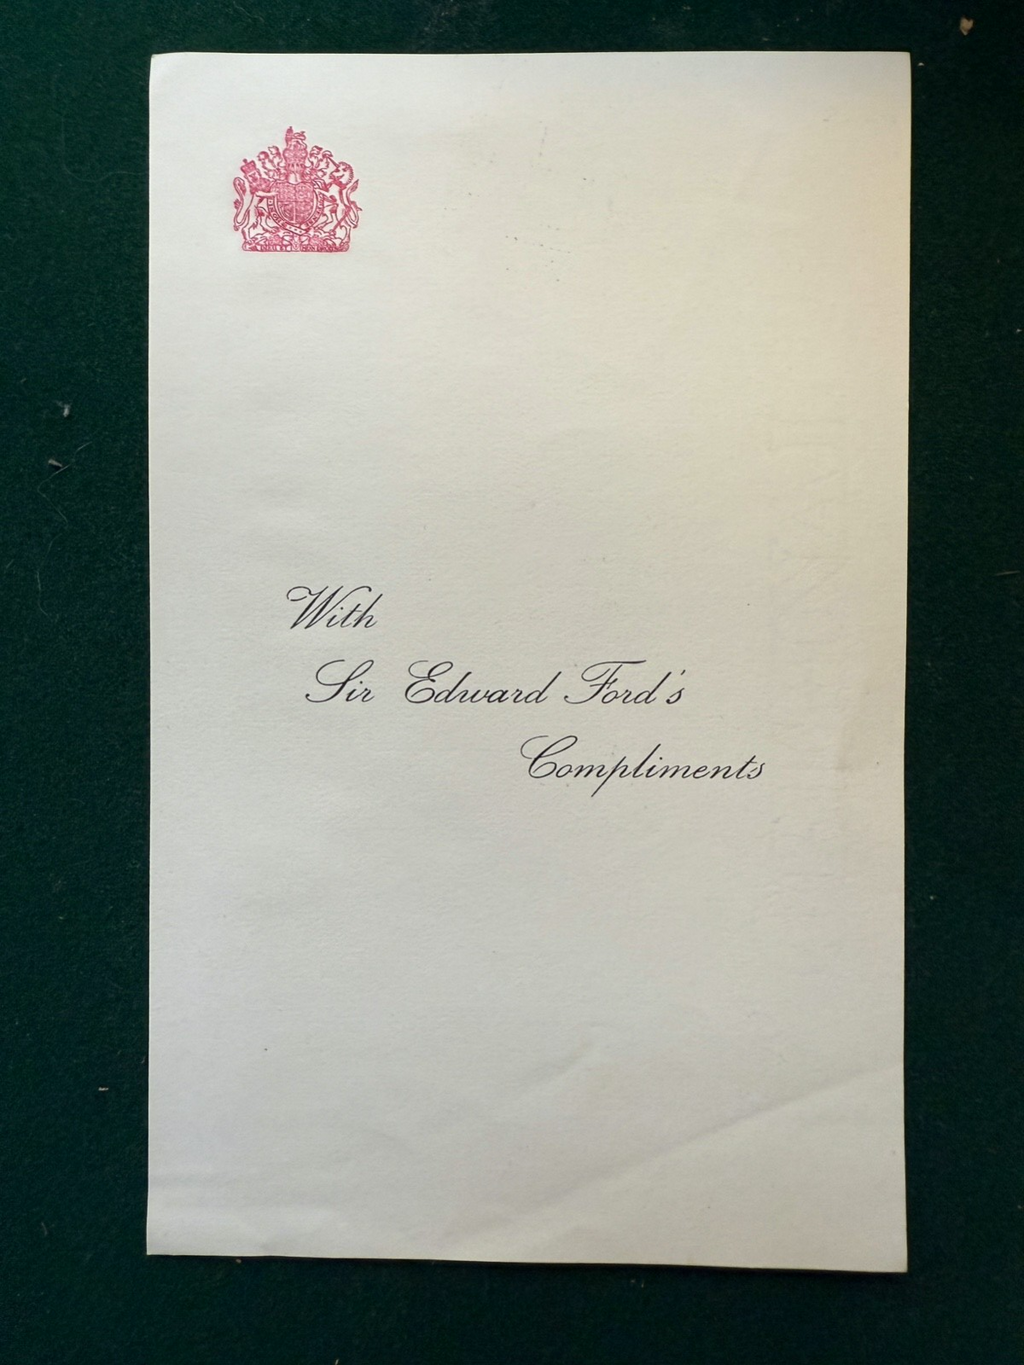 With
Sir Edward Ford's
Compliments